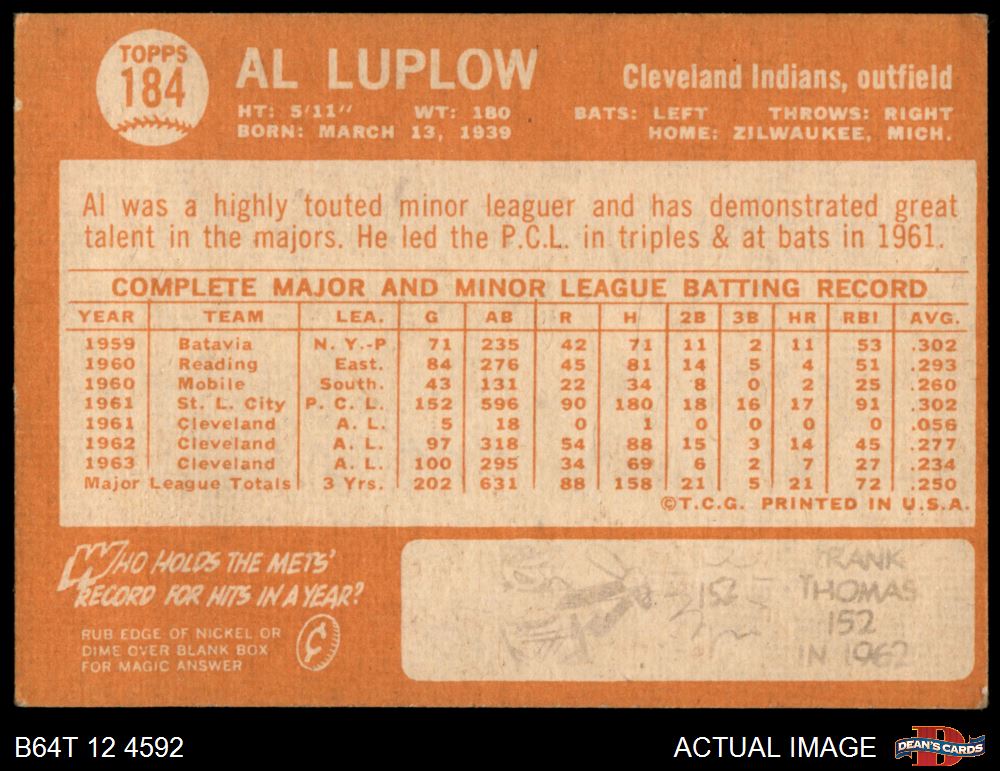 TOPPS
184
AL LUPLOW
Cleveland Indians, outfield
HT: 5'11" WT: 180 BATS: LEFT THROWS: RIGHT
BORN: MARCH 13, 1939 HOME: ZILWAUKEE, MICH.
Al was a highly touted minor leaguer and has demonstrated great
talent in the majors. He led the P.C.L. in triples & at bats in 1961.
COMPLETE MAJOR AND MINOR LEAGUE BATTING RECORD
YEAR TEAM LEA. G AB R H 2B 3B HR RBI AVG.
1959 Batavia N. Y.-P 71 235 42 71 11 2 11 53 .302
1960 Reading East. 84 276 45 81 14 5 4 51 .293
1960 Mobile South. 43 131 22 34 8 0 2 25 .260
1961 St. L. City P. C. L. 152 596 90 180 18 16 17 91 .302
1961 Cleveland A. L. 5 18 0 1 0 0 0 0 .056
1962 Cleveland A. L. 97 318 54 88 15 3 14 45 .277
1963 Cleveland A. L. 100 295 34 69 6 2 7 27 .234
Major League Totals 3 Yrs. 202 631 88 158 21 5 21 72 .250
©T.C.G. PRINTED IN U.S.A.
WHO HOLDS THE METS'
RECORD FOR HITS IN A YEAR?
RUB EDGE OF NICKEL OR
DIME OVER BLANK BOX
FOR MAGIC ANSWER
¢
152
FRANK
THOMAS
152
IN 1962
B64T 12 4592
ACTUAL IMAGE
D
DEAN'S CARDS